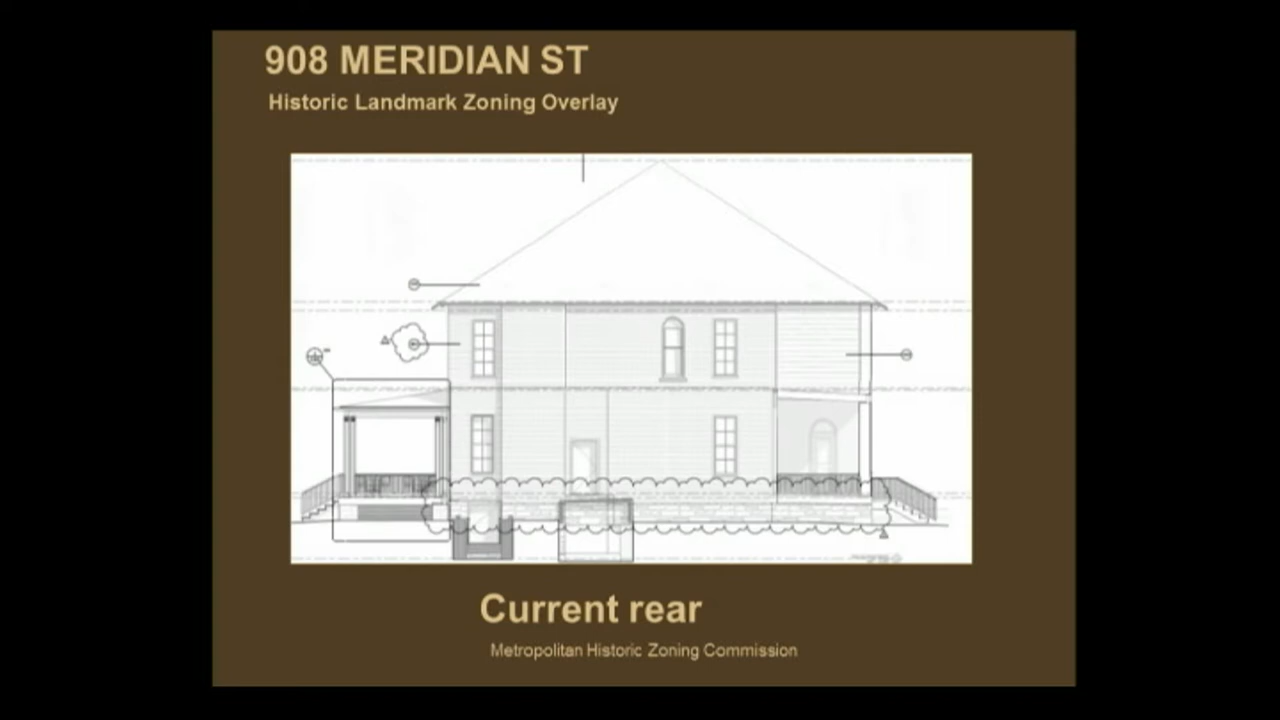 908 MERIDIAN ST
Historic Landmark Zoning Overlay
Current rear
Metropolitan Historic Zoning Commission